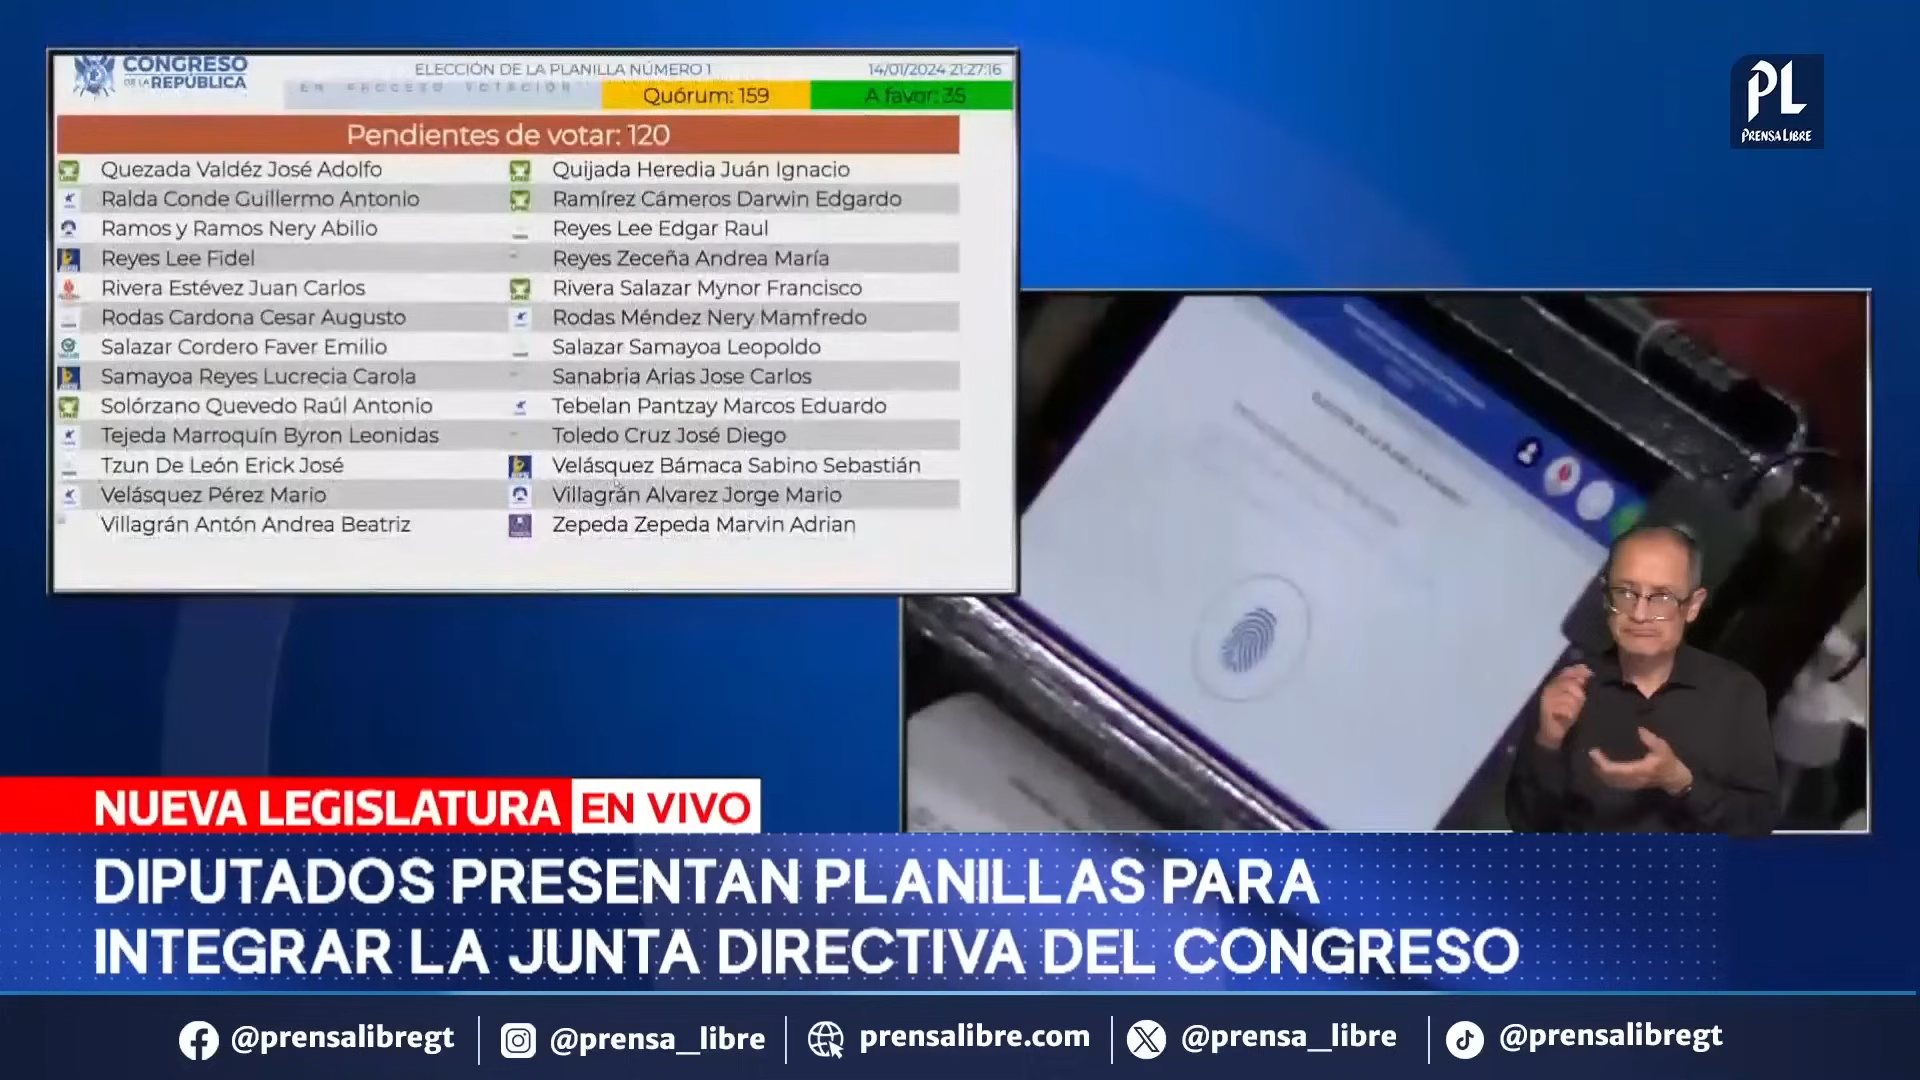 CONGRESO
DE LA REPÚBLICA
ELECCIÓN DE LA PLANILLA NÚMERO 1
14/01/2024 21:27:16
EN PROCESO VOTACIÓN
Quórum: 159
A favor: 35
Pendientes de votar: 120
Quezada Valdéz José Adolfo
Quijada Heredia Juán Ignacio
Ralda Conde Guillermo Antonio
Ramírez Cámeros Darwin Edgardo
Ramos y Ramos Nery Abilio
Reyes Lee Edgar Raul
Reyes Lee Fidel
Reyes Zeceña Andrea María
Rivera Estévez Juan Carlos
Rivera Salazar Mynor Francisco
Rodas Cardona Cesar Augusto
Rodas Méndez Nery Mamfredo
Salazar Cordero Faver Emilio
Salazar Samayoa Leopoldo
Samayoa Reyes Lucrecia Carola
Sanabria Arias Jose Carlos
Solórzano Quevedo Raúl Antonio
Tebelan Pantzay Marcos Eduardo
Tejeda Marroquín Byron Leonidas
Toledo Cruz José Diego
Tzun De León Erick José
Velásquez Bámaca Sabino Sebastián
Velásquez Pérez Mario
Villagrán Alvarez Jorge Mario
Villagrán Antón Andrea Beatriz
Zepeda Zepeda Marvin Adrian
PL
PRENSA LIBRE
NUEVA LEGISLATURA EN VIVO
DIPUTADOS PRESENTAN PLANILLAS PARA
INTEGRAR LA JUNTA DIRECTIVA DEL CONGRESO
@prensalibregt
@prensa_libre
prensalibre.com
@prensa_libre
@prensalibregt